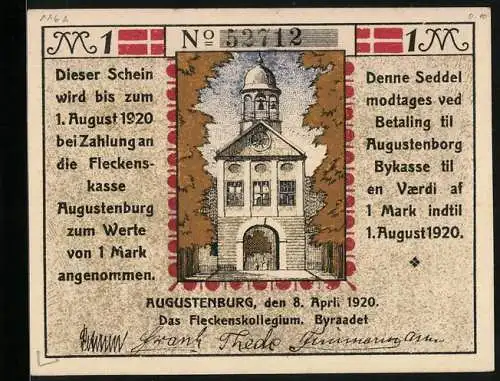 M 1
No 52712
1 M
Dieser Schein
wird bis zum
1. August 1920
bei Zahlung an
die Fleckens-
kasse
Augustenburg
zum Werte
von 1 Mark
angenommen.
Denne Seddel
modtages ved
Betaling til
Augustenborg
Bykasse til
en Værdi af
1 Mark indtil
1. August 1920.
AUGUSTENBURG, den 8. April 1920.
Das Fleckenskollegium. Byraadet
Frank Thede